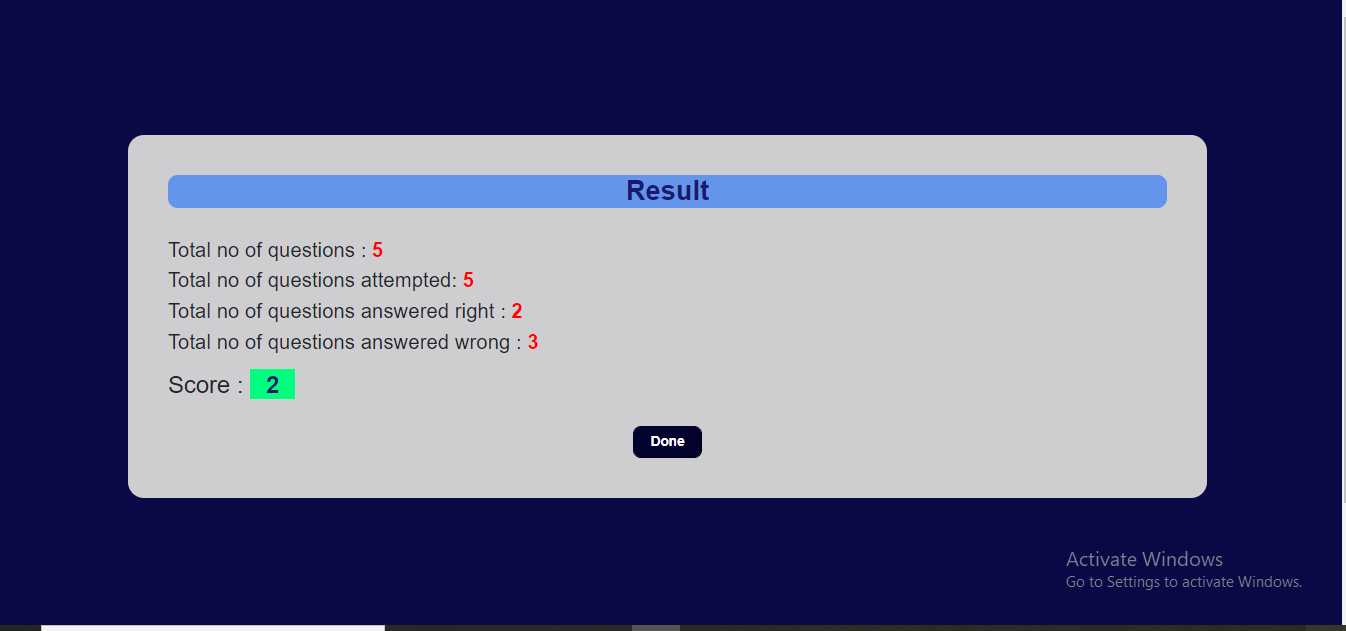 Result
Total no of questions : 5
Total no of questions attempted: 5
Total no of questions answered right : 2
Total no of questions answered wrong : 3
Score : 2
Done
Activate Windows
Go to Settings to activate Windows.